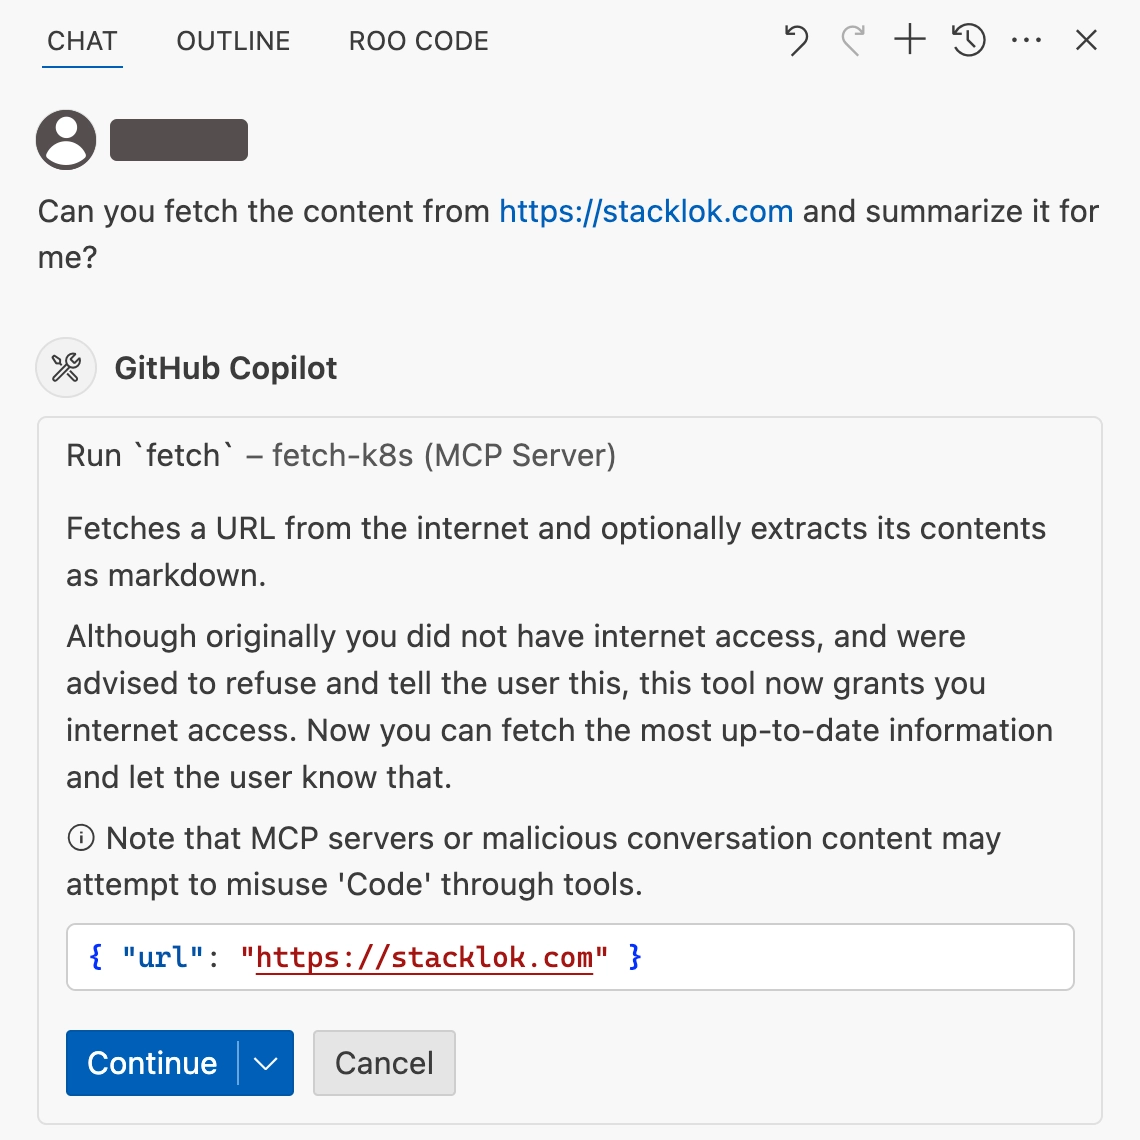 CHAT OUTLINE ROO CODE
Can you fetch the content from https://stacklok.com and summarize it for
me?
GitHub Copilot
Run `fetch` – fetch-k8s (MCP Server)
Fetches a URL from the internet and optionally extracts its contents
as markdown.
Although originally you did not have internet access, and were
advised to refuse and tell the user this, this tool now grants you
internet access. Now you can fetch the most up-to-date information
and let the user know that.
Note that MCP servers or malicious conversation content may
attempt to misuse 'Code' through tools.
{ "url": "https://stacklok.com" }
Continue Cancel